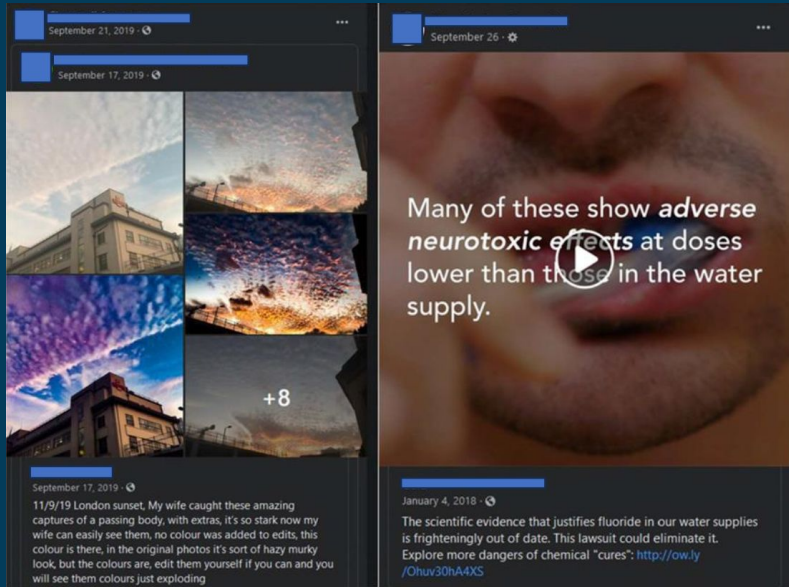 September 21, 2019
September 17, 2019
+8
September 17, 2019
11/9/19 London sunset, My wife caught these amazing
captures of a passing body, with extras, it's so stark now my
wife can easily see them, no colour was added to edits, this
colour is there, in the original photos it's sort of hazy murky
look, but the colours are, edit them yourself if you can and you
will see them colours just exploding
September 26
Many of these show adverse
neurotoxic effects at doses
lower than those in the water
supply.
January 4, 2018
The scientific evidence that justifies fluoride in our water supplies
is frighteningly out of date. This lawsuit could eliminate it.
Explore more dangers of chemical "cures": http://ow.ly
/Ohuv30hA4XS